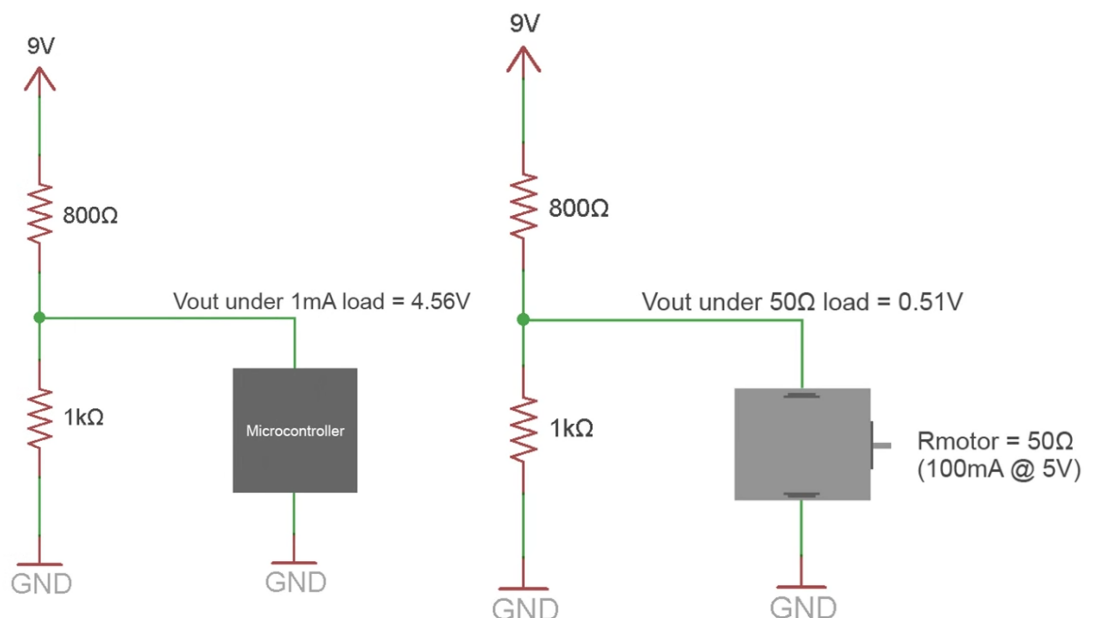 9V
800Ω
Vout under 1mA load = 4.56V
1kΩ
Microcontroller
GND
GND
9V
800Ω
Vout under 50Ω load = 0.51V
1kΩ
Rmotor = 50Ω
(100mA @ 5V)
GND
GND